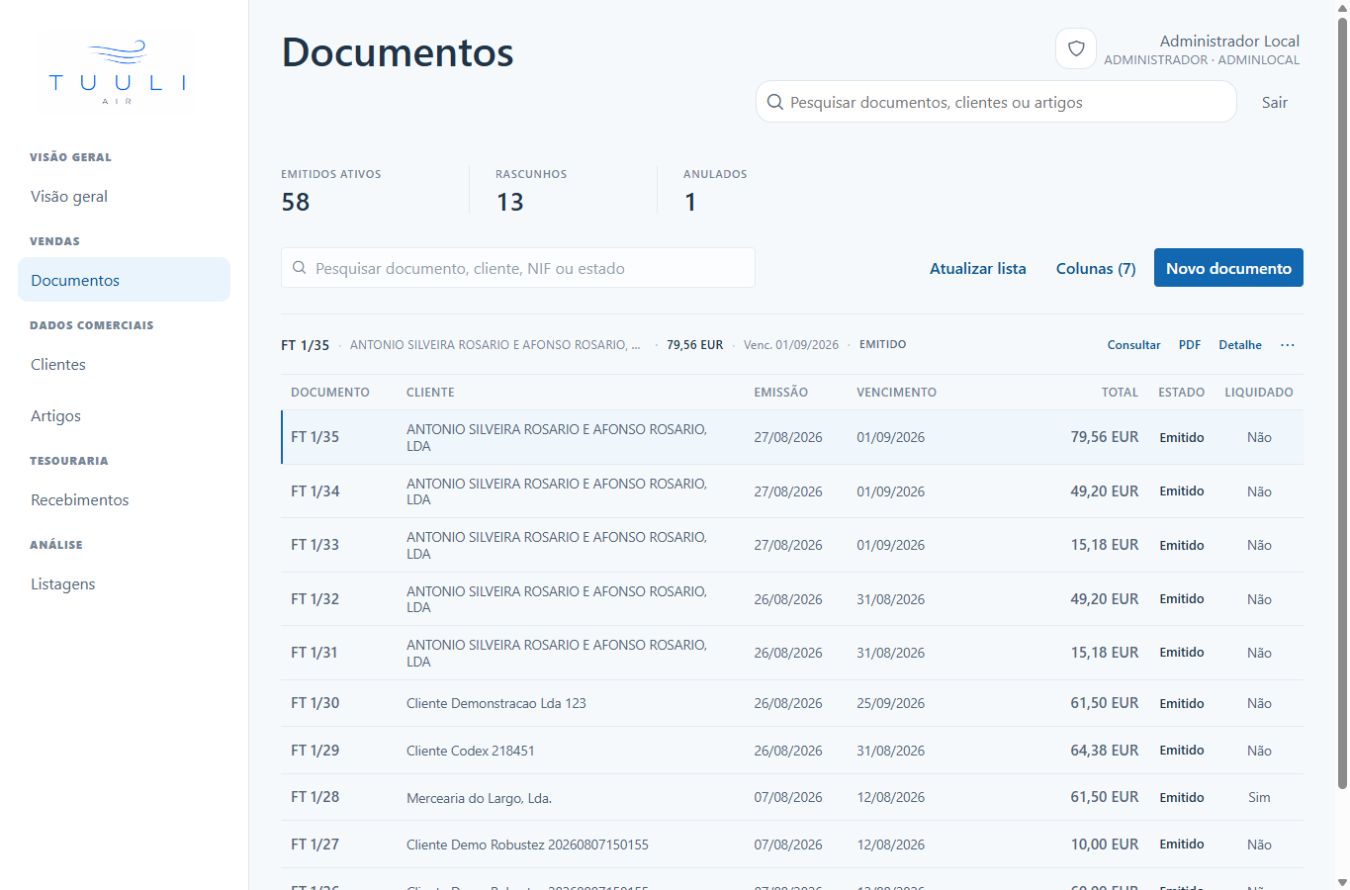 TUULI
AIR
VISÃO GERAL
Visão geral
VENDAS
Documentos
DADOS COMERCIAIS
Clientes
Artigos
TESOURARIA
Recebimentos
ANÁLISE
Listagens
Documentos
Administrador Local
ADMINISTRADOR · ADMINLOCAL
Pesquisar documentos, clientes ou artigos
Sair
EMITIDOS ATIVOS
58
RASCUNHOS
13
ANULADOS
1
Pesquisar documento, cliente, NIF ou estado
Atualizar lista
Colunas (7)
Novo documento
FT 1/35 · ANTONIO SILVEIRA ROSARIO E AFONSO ROSARIO, ... · 79,56 EUR · Venc. 01/09/2026 · EMITIDO
Consultar PDF Detalhe ···
DOCUMENTO CLIENTE EMISSÃO VENCIMENTO TOTAL ESTADO LIQUIDADO
FT 1/35 ANTONIO SILVEIRA ROSARIO E AFONSO ROSARIO, LDA 27/08/2026 01/09/2026 79,56 EUR Emitido Não
FT 1/34 ANTONIO SILVEIRA ROSARIO E AFONSO ROSARIO, LDA 27/08/2026 01/09/2026 49,20 EUR Emitido Não
FT 1/33 ANTONIO SILVEIRA ROSARIO E AFONSO ROSARIO, LDA 27/08/2026 01/09/2026 15,18 EUR Emitido Não
FT 1/32 ANTONIO SILVEIRA ROSARIO E AFONSO ROSARIO, LDA 26/08/2026 31/08/2026 49,20 EUR Emitido Não
FT 1/31 ANTONIO SILVEIRA ROSARIO E AFONSO ROSARIO, LDA 26/08/2026 31/08/2026 15,18 EUR Emitido Não
FT 1/30 Cliente Demonstracao Lda 123 26/08/2026 25/09/2026 61,50 EUR Emitido Não
FT 1/29 Cliente Codex 218451 26/08/2026 31/08/2026 64,38 EUR Emitido Não
FT 1/28 Mercearia do Largo, Lda. 07/08/2026 12/08/2026 61,50 EUR Emitido Sim
FT 1/27 Cliente Demo Robustez 20260807150155 07/08/2026 12/08/2026 10,00 EUR Emitido Não